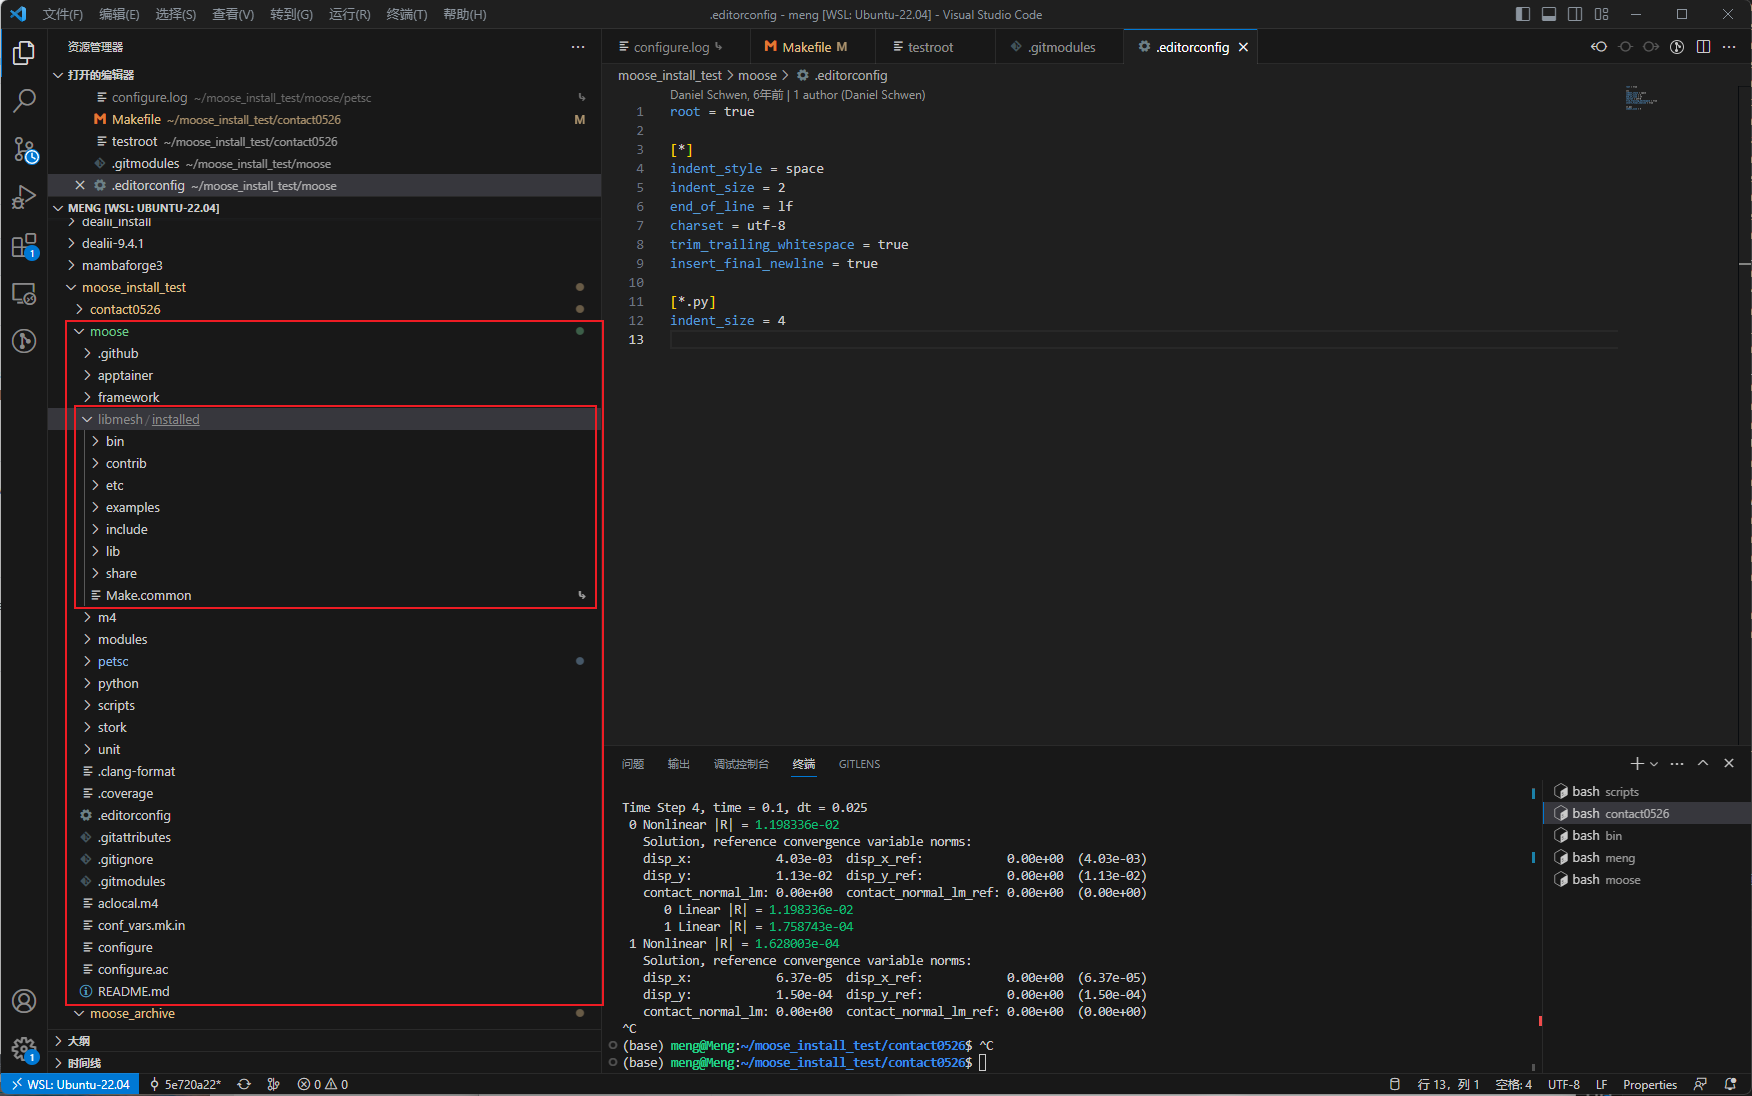 文件(F) 编辑(E) 选择(S) 查看(V) 转到(G) 运行(R) 终端(T) 帮助(H)
.editorconfig - meng [WSL: Ubuntu-22.04] - Visual Studio Code
资源管理器
打开的编辑器
configure.log ~/moose_install_test/moose/petsc
Makefile ~/moose_install_test/contact0526 M
testroot ~/moose_install_test/contact0526
.gitmodules ~/moose_install_test/moose
.editorconfig ~/moose_install_test/moose
MENG [WSL: UBUNTU-22.04]
dealii_install
dealii-9.4.1
mambaforge3
moose_install_test
contact0526
moose
.github
apptainer
framework
libmesh / installed
bin
contrib
etc
examples
include
lib
share
Make.common
m4
modules
petsc
python
scripts
stork
unit
.clang-format
.coverage
.editorconfig
.gitattributes
.gitignore
.gitmodules
aclocal.m4
conf_vars.mk.in
configure
configure.ac
README.md
moose_archive
大纲
时间线
configure.log Makefile M testroot .gitmodules .editorconfig
moose_install_test > moose > .editorconfig
Daniel Schwen, 6年前 | 1 author (Daniel Schwen)
1 root = true
2
3 [*]
4 indent_style = space
5 indent_size = 2
6 end_of_line = lf
7 charset = utf-8
8 trim_trailing_whitespace = true
9 insert_final_newline = true
10
11 [*.py]
12 indent_size = 4
13
问题 输出 调试控制台 终端 GITLENS
Time Step 4, time = 0.1, dt = 0.025
0 Nonlinear |R| = 1.198336e-02
Solution, reference convergence variable norms:
disp_x: 4.03e-03 disp_x_ref: 0.00e+00 (4.03e-03)
disp_y: 1.13e-02 disp_y_ref: 0.00e+00 (1.13e-02)
contact_normal_lm: 0.00e+00 contact_normal_lm_ref: 0.00e+00 (0.00e+00)
0 Linear |R| = 1.198336e-02
1 Linear |R| = 1.758743e-04
1 Nonlinear |R| = 1.628003e-04
Solution, reference convergence variable norms:
disp_x: 6.37e-05 disp_x_ref: 0.00e+00 (6.37e-05)
disp_y: 1.50e-04 disp_y_ref: 0.00e+00 (1.50e-04)
contact_normal_lm: 0.00e+00 contact_normal_lm_ref: 0.00e+00 (0.00e+00)
^C
(base) meng@Meng:~/moose_install_test/contact0526$ ^C
(base) meng@Meng:~/moose_install_test/contact0526$
bash scripts
bash contact0526
bash bin
bash meng
bash moose
1
1
WSL: Ubuntu-22.04 5e720a22* 0 0
行 13，列 1 空格: 4 UTF-8 LF Properties